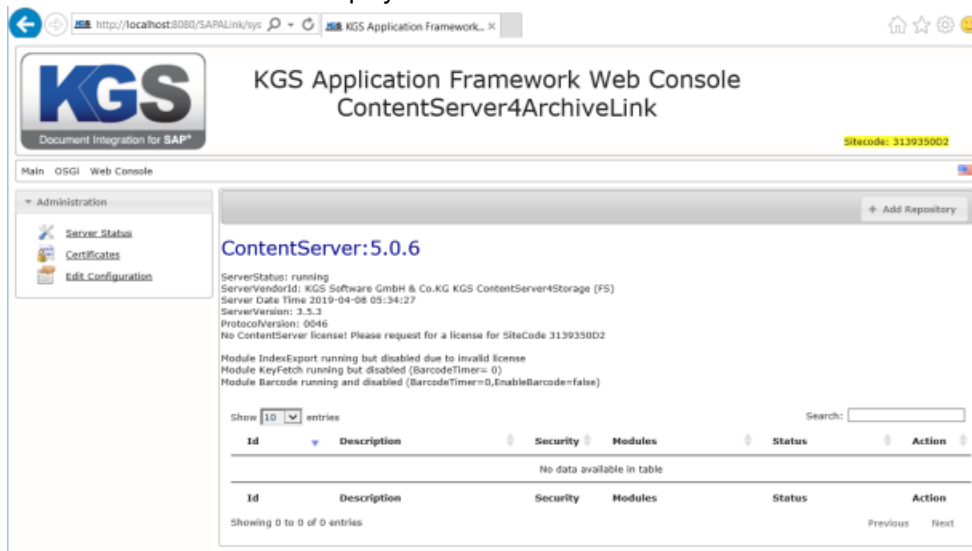 http://localhost:8080/SAPALink/sys
KGS Application Framework...
KGS
Document Integration for SAP®
KGS Application Framework Web Console
ContentServer4ArchiveLink
Sitecode: 3139350D2
Main OSGi Web Console
Administration
+ Add Repository
Server Status
Certificates
Edit Configuration
ContentServer:5.0.6
ServerStatus: running
ServerVendorId: KGS Software GmbH & Co.KG KGS ContentServer4Storage (FS)
Server Date Time 2019-04-08 05:34:27
ServerVersion: 3.5.3
ProtocolVersion: 0046
No ContentServer license! Please request for a license for SiteCode 3139350D2
Module IndexExport running but disabled due to invalid license
Module KeyFetch running but disabled (BarcodeTimer= 0)
Module Barcode running and disabled (BarcodeTimer=0,EnableBarcode=false)
Show 10 entries
Search:
Id Description Security Modules Status Action
No data available in table
Id Description Security Modules Status Action
Showing 0 to 0 of 0 entries
Previous Next